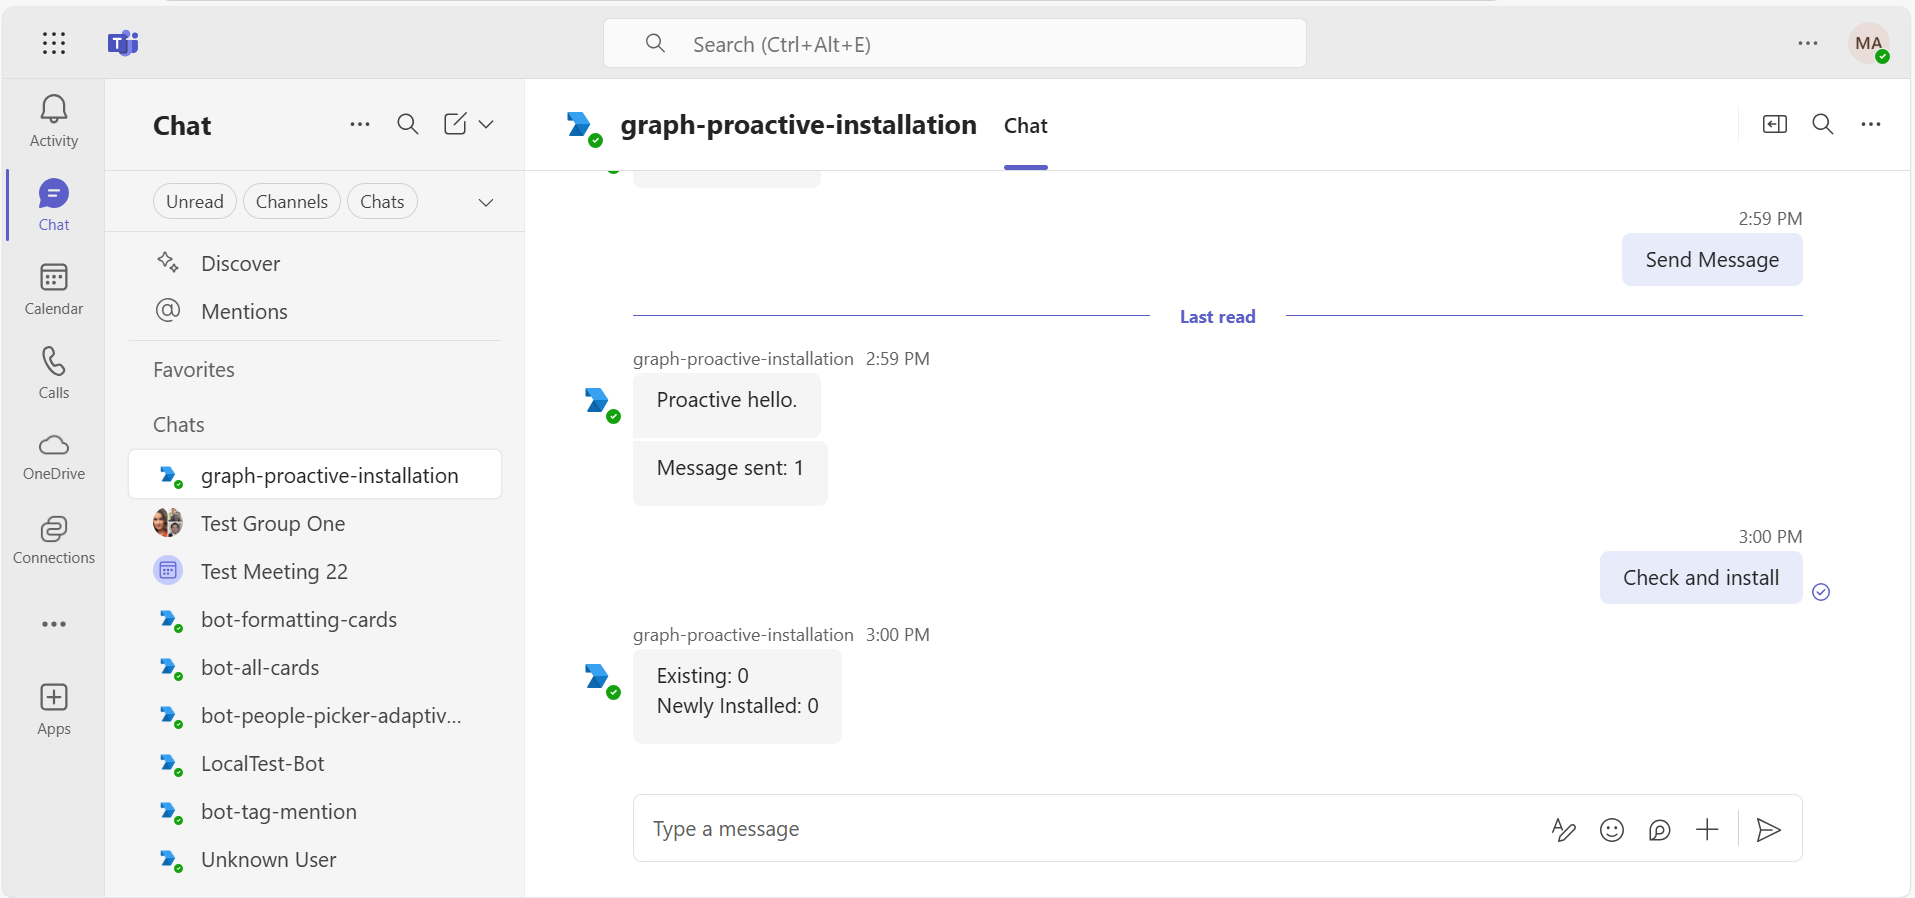 Search (Ctrl+Alt+E)
MA
Activity
Chat
Calendar
Calls
OneDrive
Connections
Apps
Chat
Unread
Channels
Chats
Discover
Mentions
Favorites
Chats
graph-proactive-installation
Test Group One
Test Meeting 22
bot-formatting-cards
bot-all-cards
bot-people-picker-adaptiv...
LocalTest-Bot
bot-tag-mention
Unknown User
graph-proactive-installation
Chat
2:59 PM
Send Message
Last read
graph-proactive-installation 2:59 PM
Proactive hello.
Message sent: 1
3:00 PM
Check and install
graph-proactive-installation 3:00 PM
Existing: 0
Newly Installed: 0
Type a message